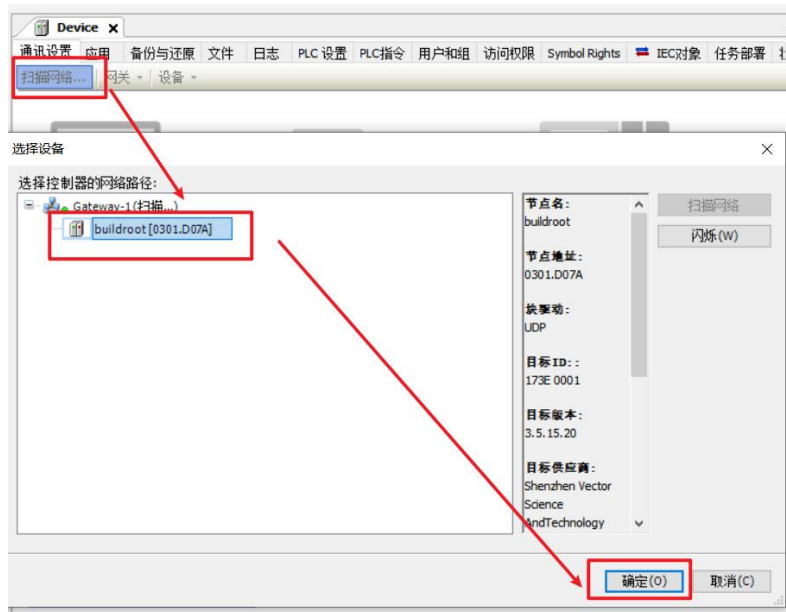 Device
通讯设置 应用 备份与还原 文件 日志 PLC 设置 PLC指令 用户和组 访问权限 Symbol Rights IEC对象 任务部署
扫描网络... 网关 设备
选择设备
选择控制器的网络路径:
Gateway-1(扫描...)
buildroot [0301.D07A]
节点名:
buildroot
节点地址:
0301.D07A
块驱动:
UDP
目标ID::
173E 0001
目标版本:
3.5.15.20
目标供应商:
Shenzhen Vector
Science
AndTechnology
扫描网络
闪烁(W)
确定(O) 取消(C)